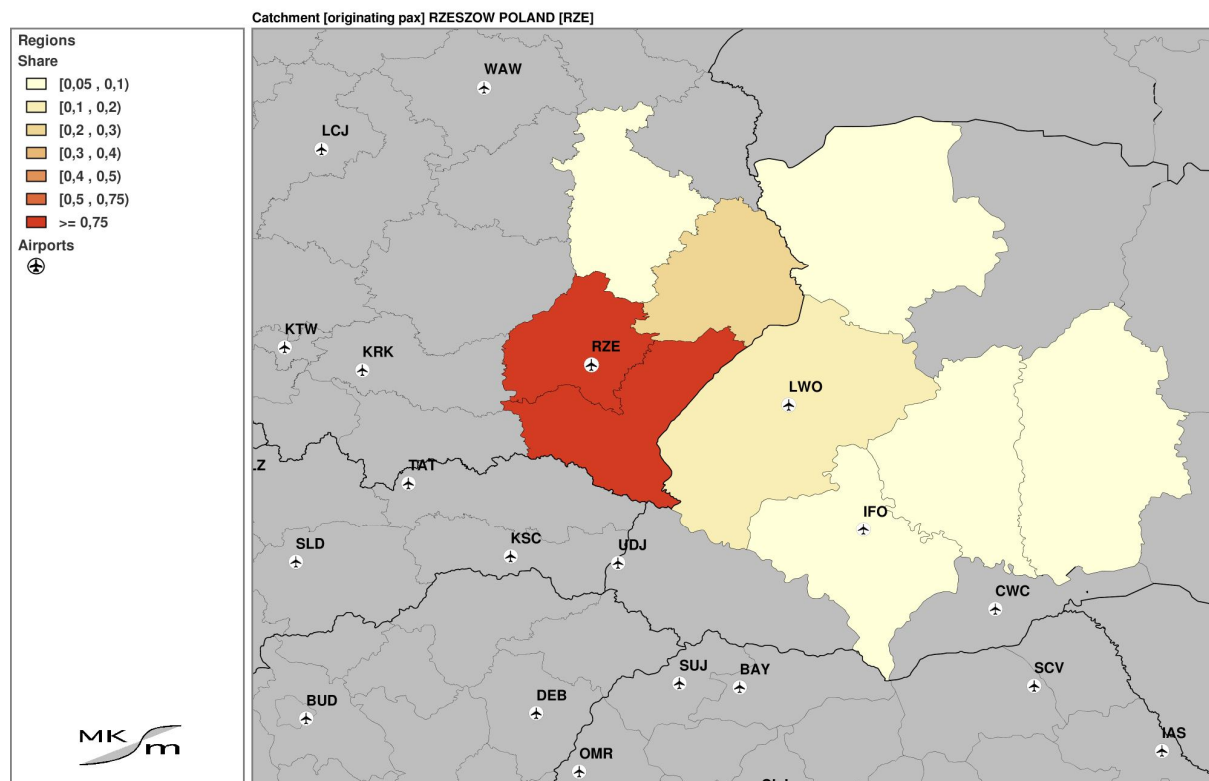 Catchment [originating pax] RZESZOW POLAND [RZE]
Regions
Share
[0,05 , 0,1)
[0,1 , 0,2)
[0,2 , 0,3)
[0,3 , 0,4)
[0,4 , 0,5)
[0,5 , 0,75)
>= 0,75
Airports
WAW
LCJ
KTW
KRK
RZE
LWO
LZ
TAT
IFO
SLD
KSC
UDJ
CWC
SUJ
BAY
SCV
BUD
DEB
IAS
OMR
MK
m